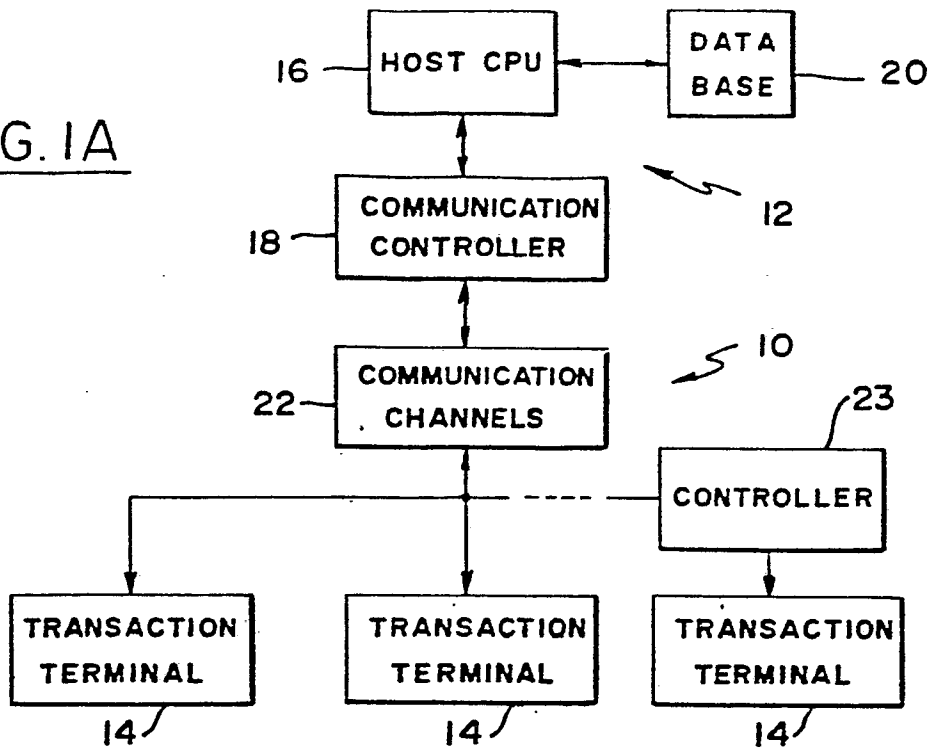 16
HOST CPU
DATA
BASE
20
G. 1A
12
18
COMMUNICATION
CONTROLLER
10
22
COMMUNICATION
CHANNELS
23
CONTROLLER
TRANSACTION
TERMINAL
14
TRANSACTION
TERMINAL
14
TRANSACTION
TERMINAL
14